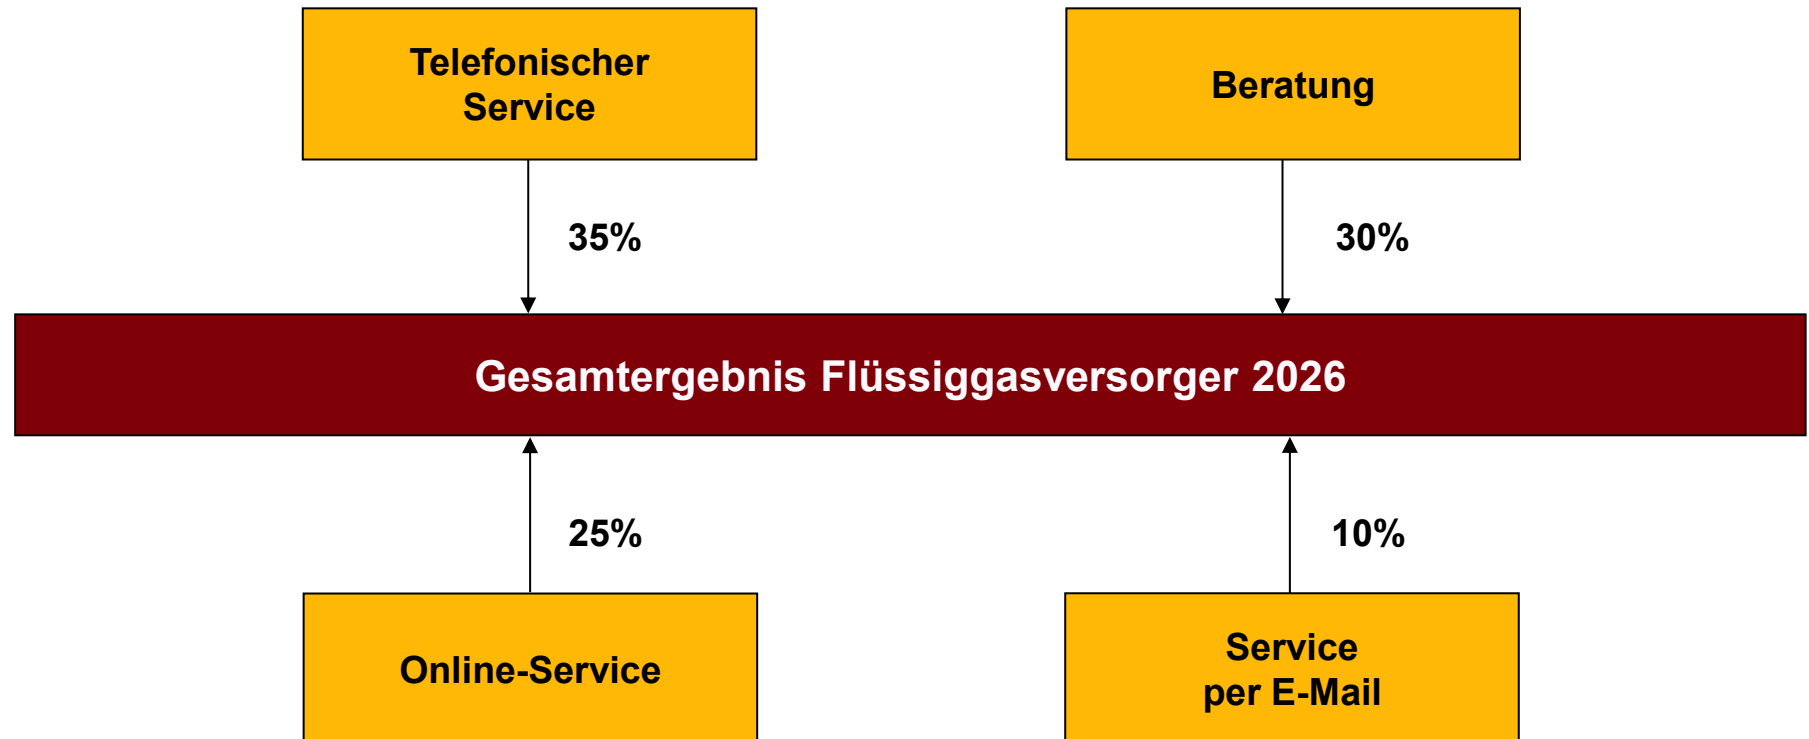 Telefonischer
Service
Beratung
35%
30%
Gesamtergebnis Flüssiggasversorger 2026
25%
10%
Online-Service
Service
per E-Mail